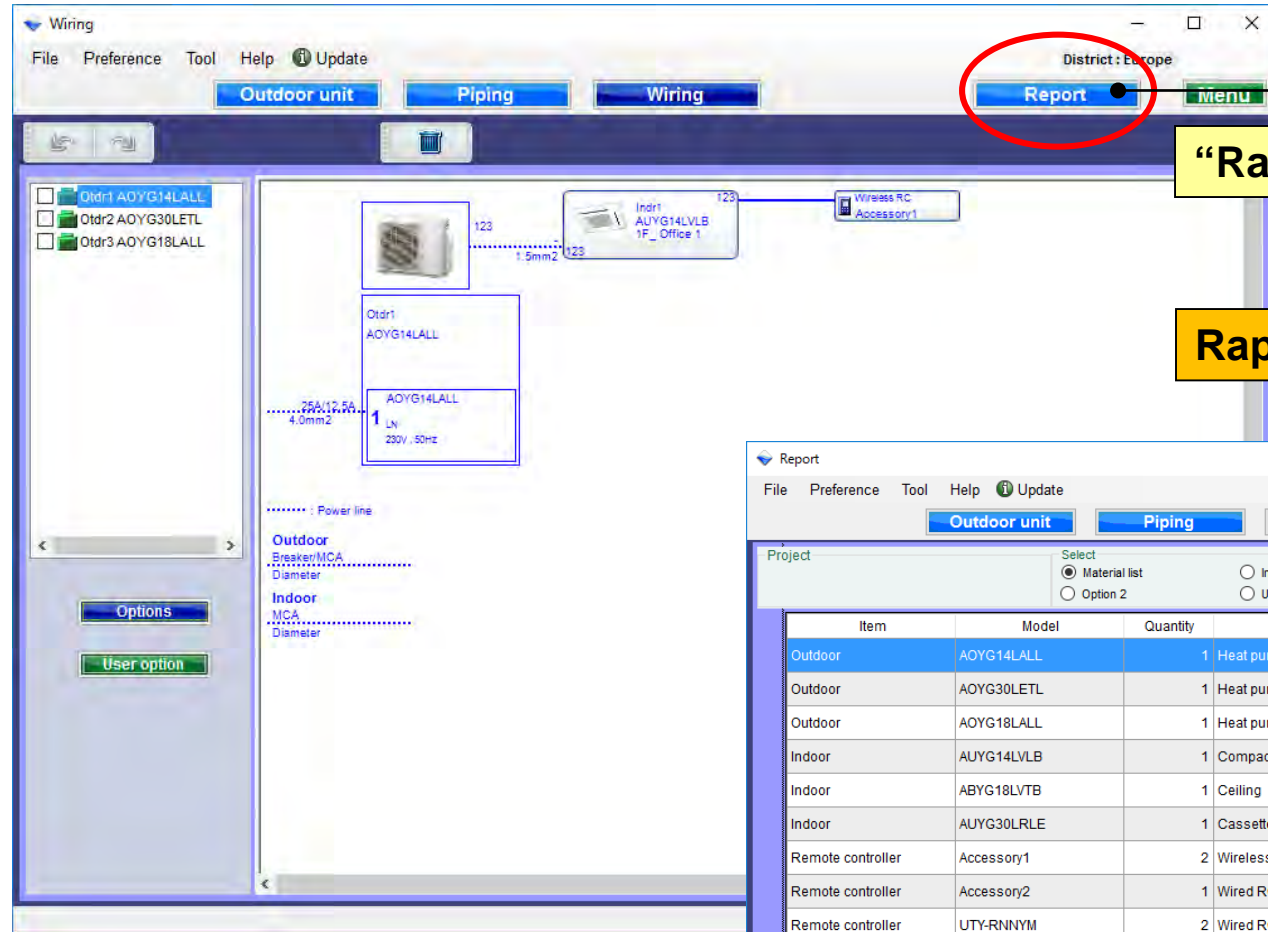 Wiring
File Preference Tool Help Update
District : Europe
Outdoor unit Piping Wiring Report Menu
“Ra
Otdr1 AOYG14LALL
Otdr2 AOYG30LETL
Otdr3 AOYG18LALL
123
1.5mm2
123
Indr1
AUYG14LVLB
1F_ Office 1
123
Wireless RC
Accessory1
Otdr1
AOYG14LALL
25A/12.5A
4.0mm2
AOYG14LALL
1 LN
230V , 50Hz
Rap
: Power line
Outdoor
Breaker/MCA
Diameter
Indoor
MCA
Diameter
Options
User option
Report
File Preference Tool Help Update
Outdoor unit Piping
Project
Select
Material list
Option 2
Item Model Quantity
Outdoor AOYG14LALL 1 Heat pu
Outdoor AOYG30LETL 1 Heat pu
Outdoor AOYG18LALL 1 Heat pu
Indoor AUYG14LVLB 1 Compac
Indoor ABYG18LVTB 1 Ceiling
Indoor AUYG30LRLE 1 Cassett
Remote controller Accessory1 2 Wireles
Remote controller Accessory2 1 Wired R
Remote controller UTY-RNNYM 2 Wired R